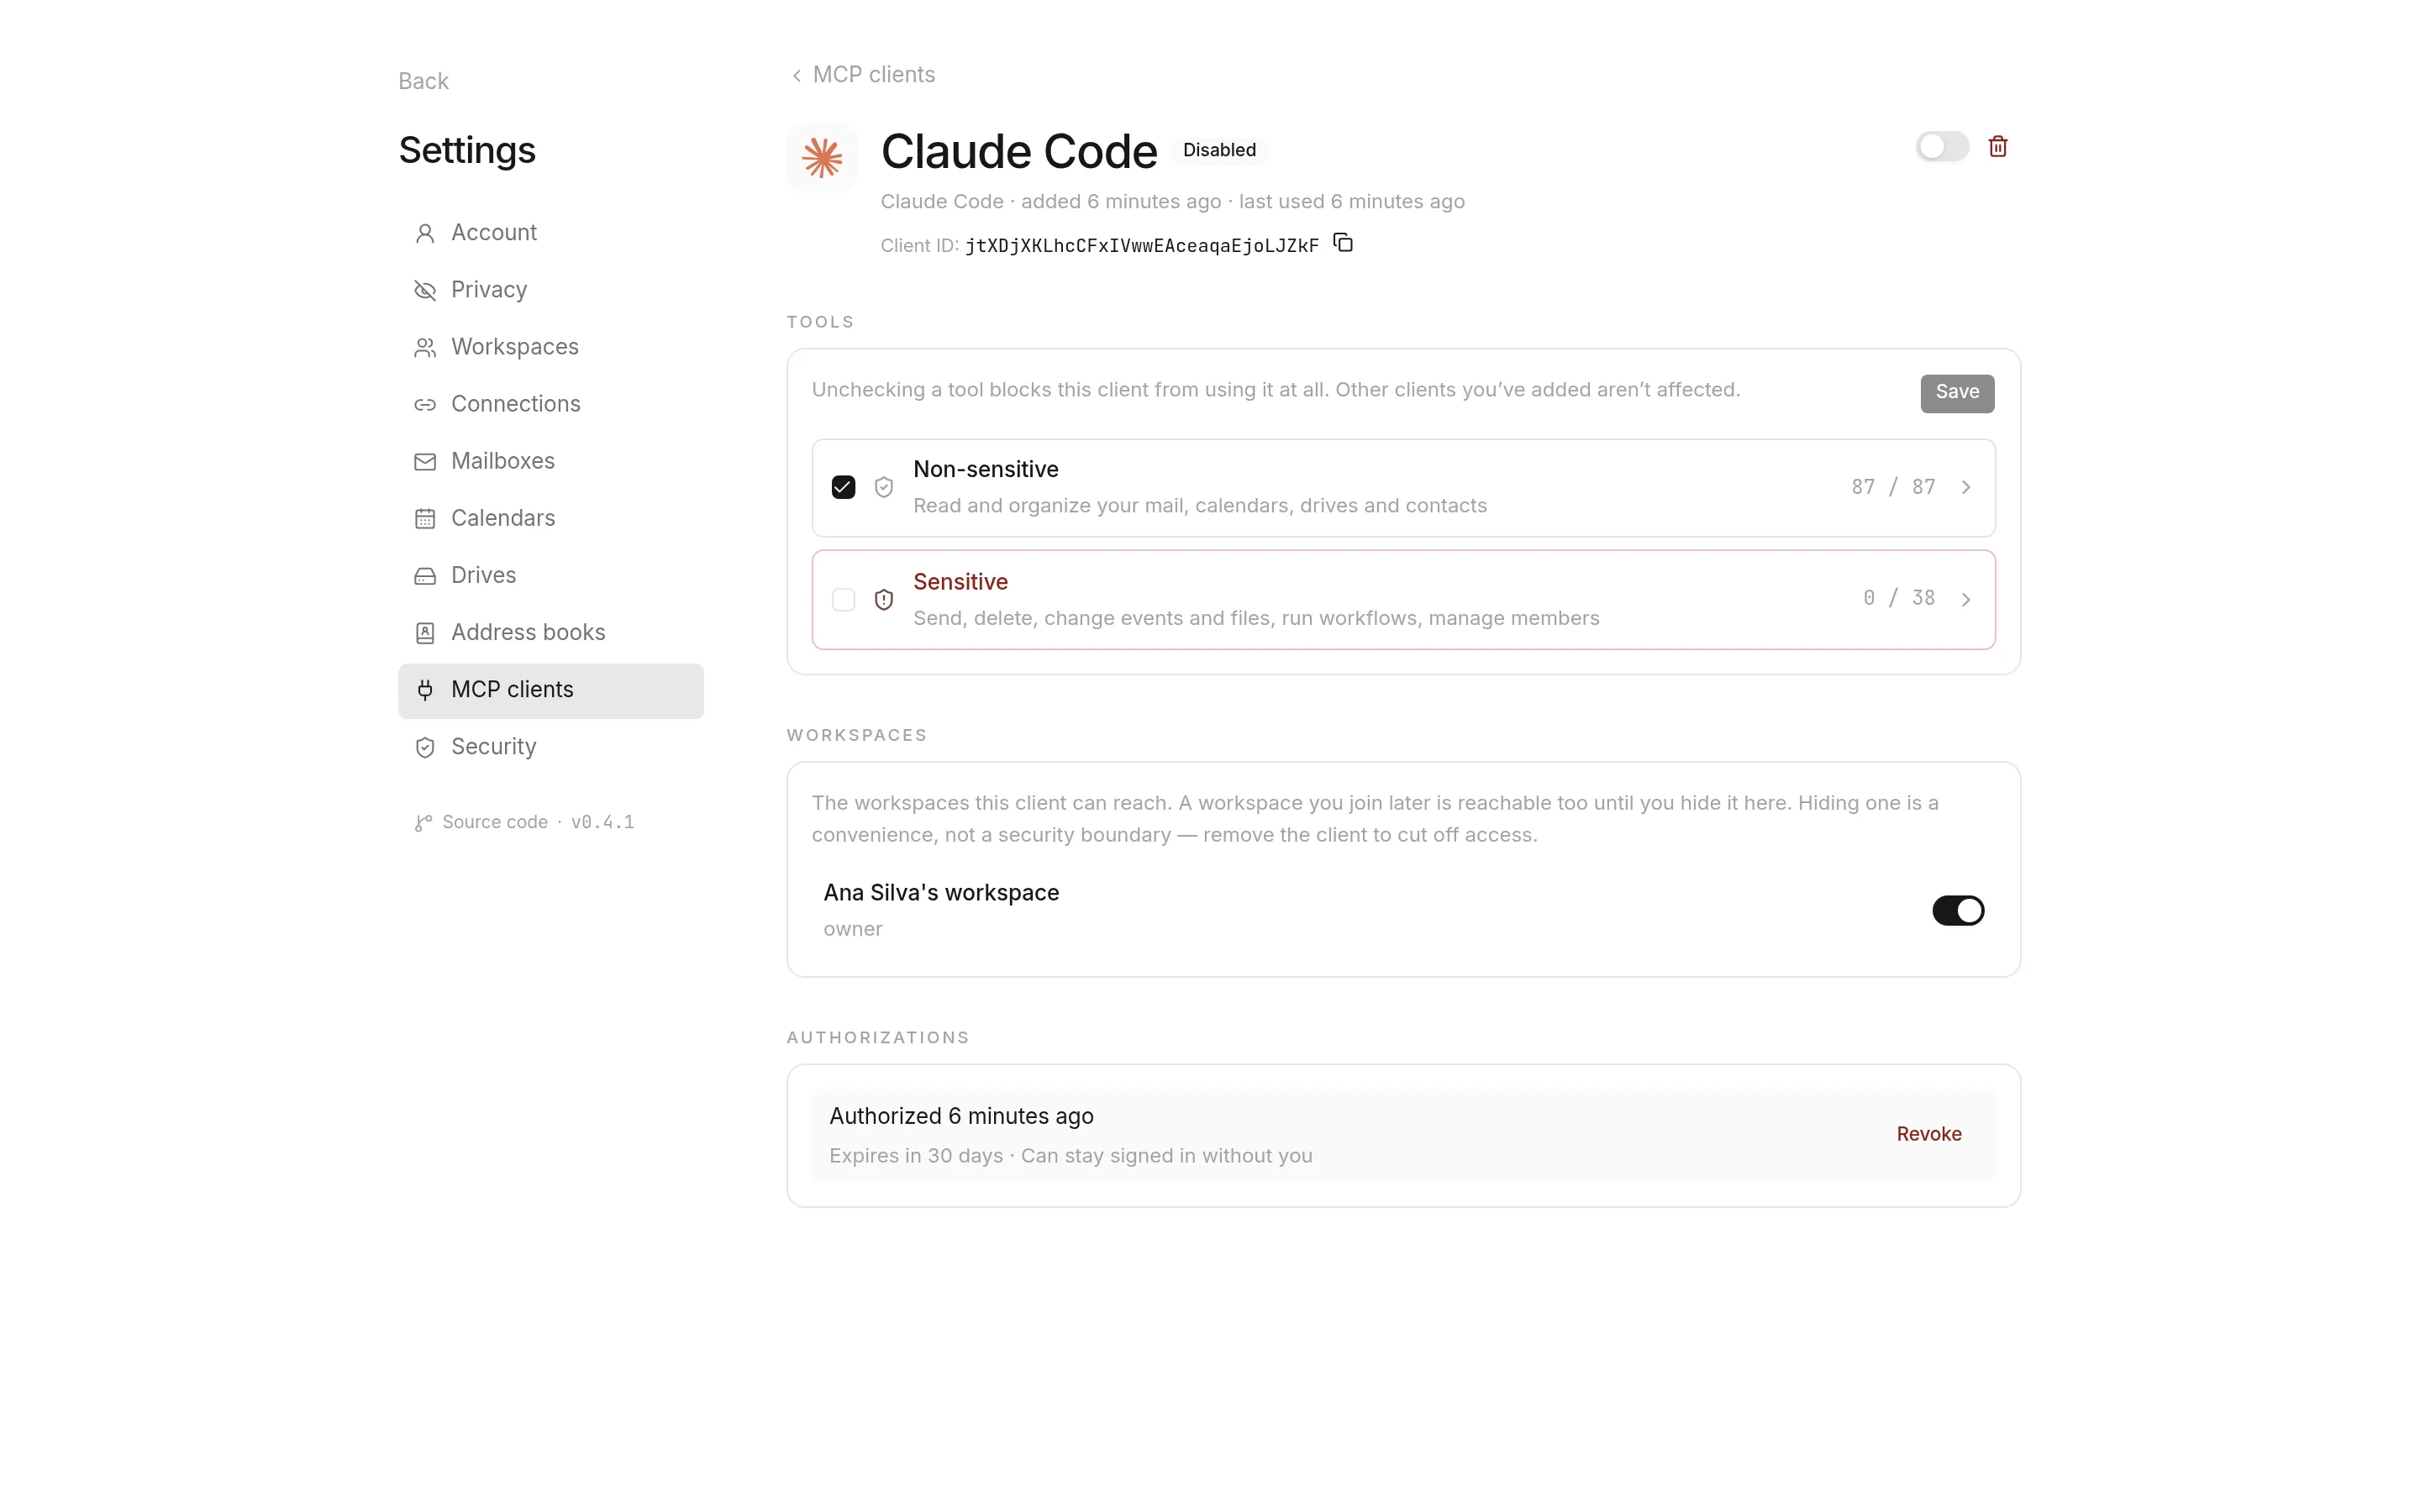 Back
Settings
Account
Privacy
Workspaces
Connections
Mailboxes
Calendars
Drives
Address books
MCP clients
Security
Source code · v0.4.1
MCP clients
Claude Code Disabled
Claude Code · added 6 minutes ago · last used 6 minutes ago
Client ID: jtXDjXKLhcCFxIVwwEAceaqaEjoLJZkF
TOOLS
Unchecking a tool blocks this client from using it at all. Other clients you’ve added aren’t affected.
Save
Non-sensitive
Read and organize your mail, calendars, drives and contacts
87 / 87
Sensitive
Send, delete, change events and files, run workflows, manage members
0 / 38
WORKSPACES
The workspaces this client can reach. A workspace you join later is reachable too until you hide it here. Hiding one is a
convenience, not a security boundary — remove the client to cut off access.
Ana Silva's workspace
owner
AUTHORIZATIONS
Authorized 6 minutes ago
Expires in 30 days · Can stay signed in without you
Revoke